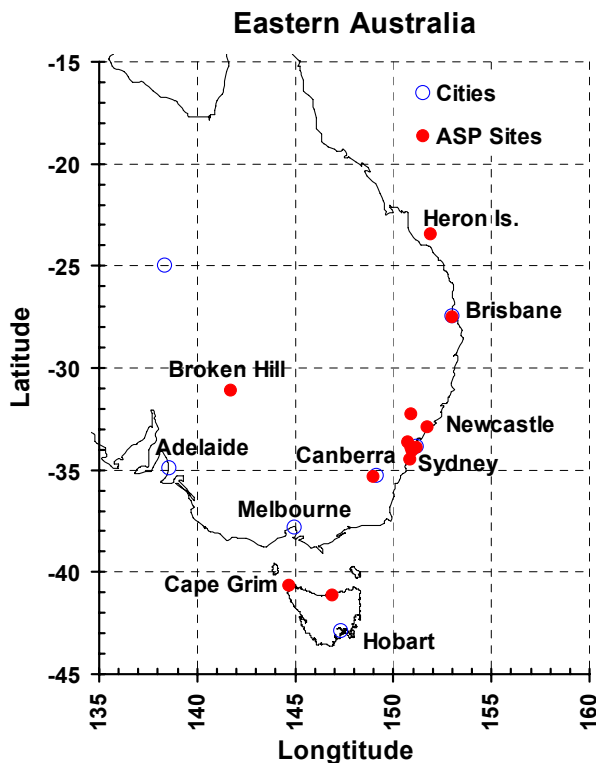 Eastern Australia
-15
-20
-25
-30
-35
-40
-45
Latitude
Cities
ASP Sites
Heron Is.
Brisbane
Broken Hill
Newcastle
Adelaide
Canberra
Sydney
Melbourne
Cape Grim
Hobart
135
140
145
150
155
160
Longtitude